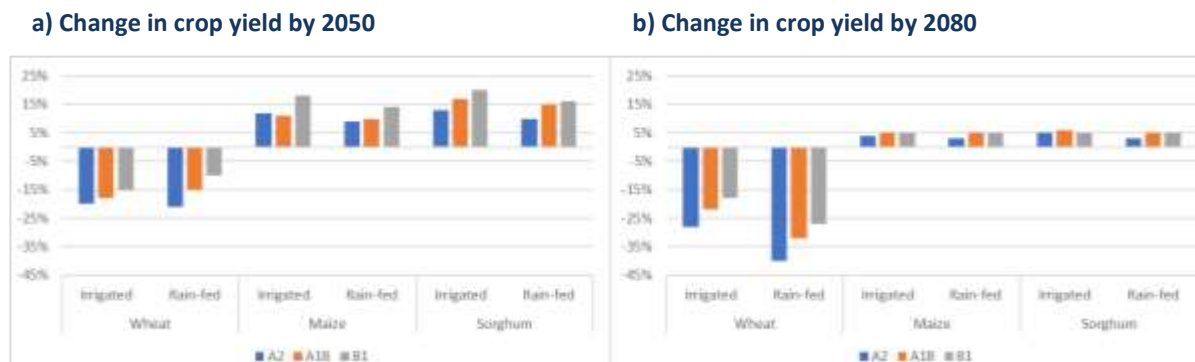 a) Change in crop yield by 2050
b) Change in crop yield by 2080
25%
15%
5%
-5%
-15%
-25%
-35%
-45%
Irrigated Rain-fed Irrigated Rain-fed Irrigated Rain-fed
Wheat Maize Sorghum
A2 A1B B1
25%
15%
5%
-5%
-15%
-25%
-35%
-45%
Irrigated Rain-fed Irrigated Rain-fed Irrigated Rain-fed
Wheat Maize Sorghum
A2 A1B B1